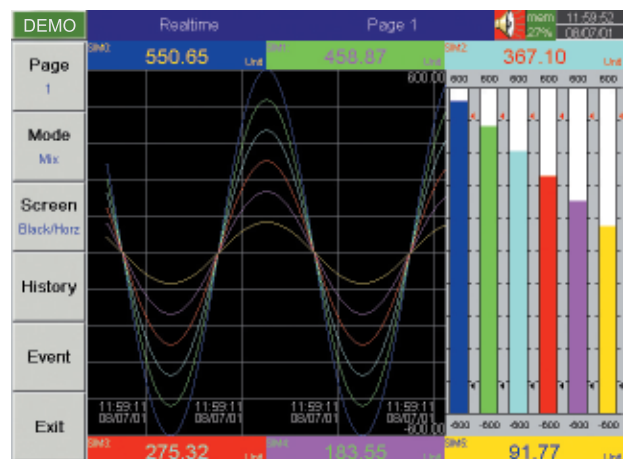 DEMO
Realtime
Page 1
mem
27%
11:59:52
08/07/01
SIM0:
550.65
Unit
SIM1:
458.87
Unit
SIM2:
367.10
Unit
Page
1
Mode
Mix
Screen
Black/Horz
History
Event
Exit
600.00
600 600 600 600 600 600
11:59:11 11:59:11 11:59:11 11:59:11
08/07/01 08/07/01 08/07/01 08/07/01
-600.00
-600 -600 -600 -600 -600 -600
SIM3:
275.32
Unit
SIM4:
183.55
Unit
SIM5:
91.77
Unit